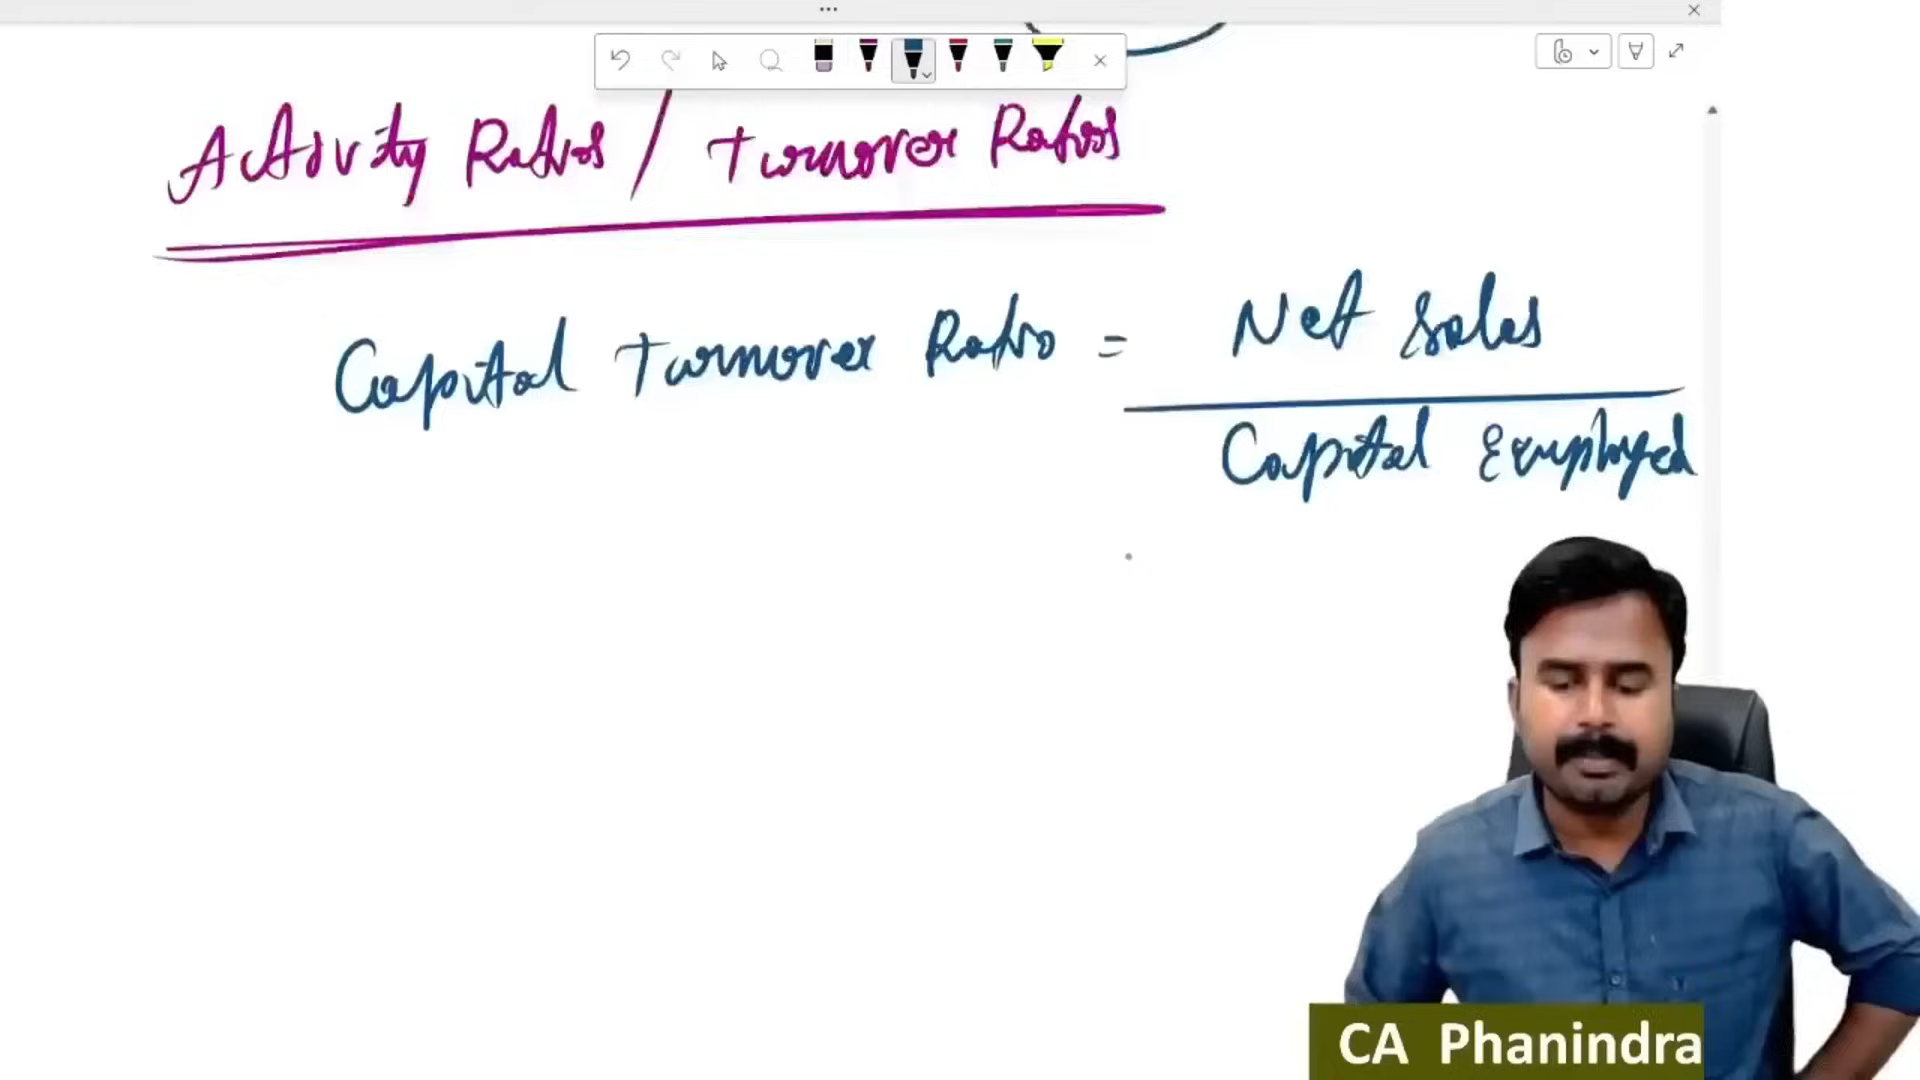 Activity Ratios / Turnover Ratios
Capital Turnover Ratio = Net Sales
Capital Employed
CA Phanindra